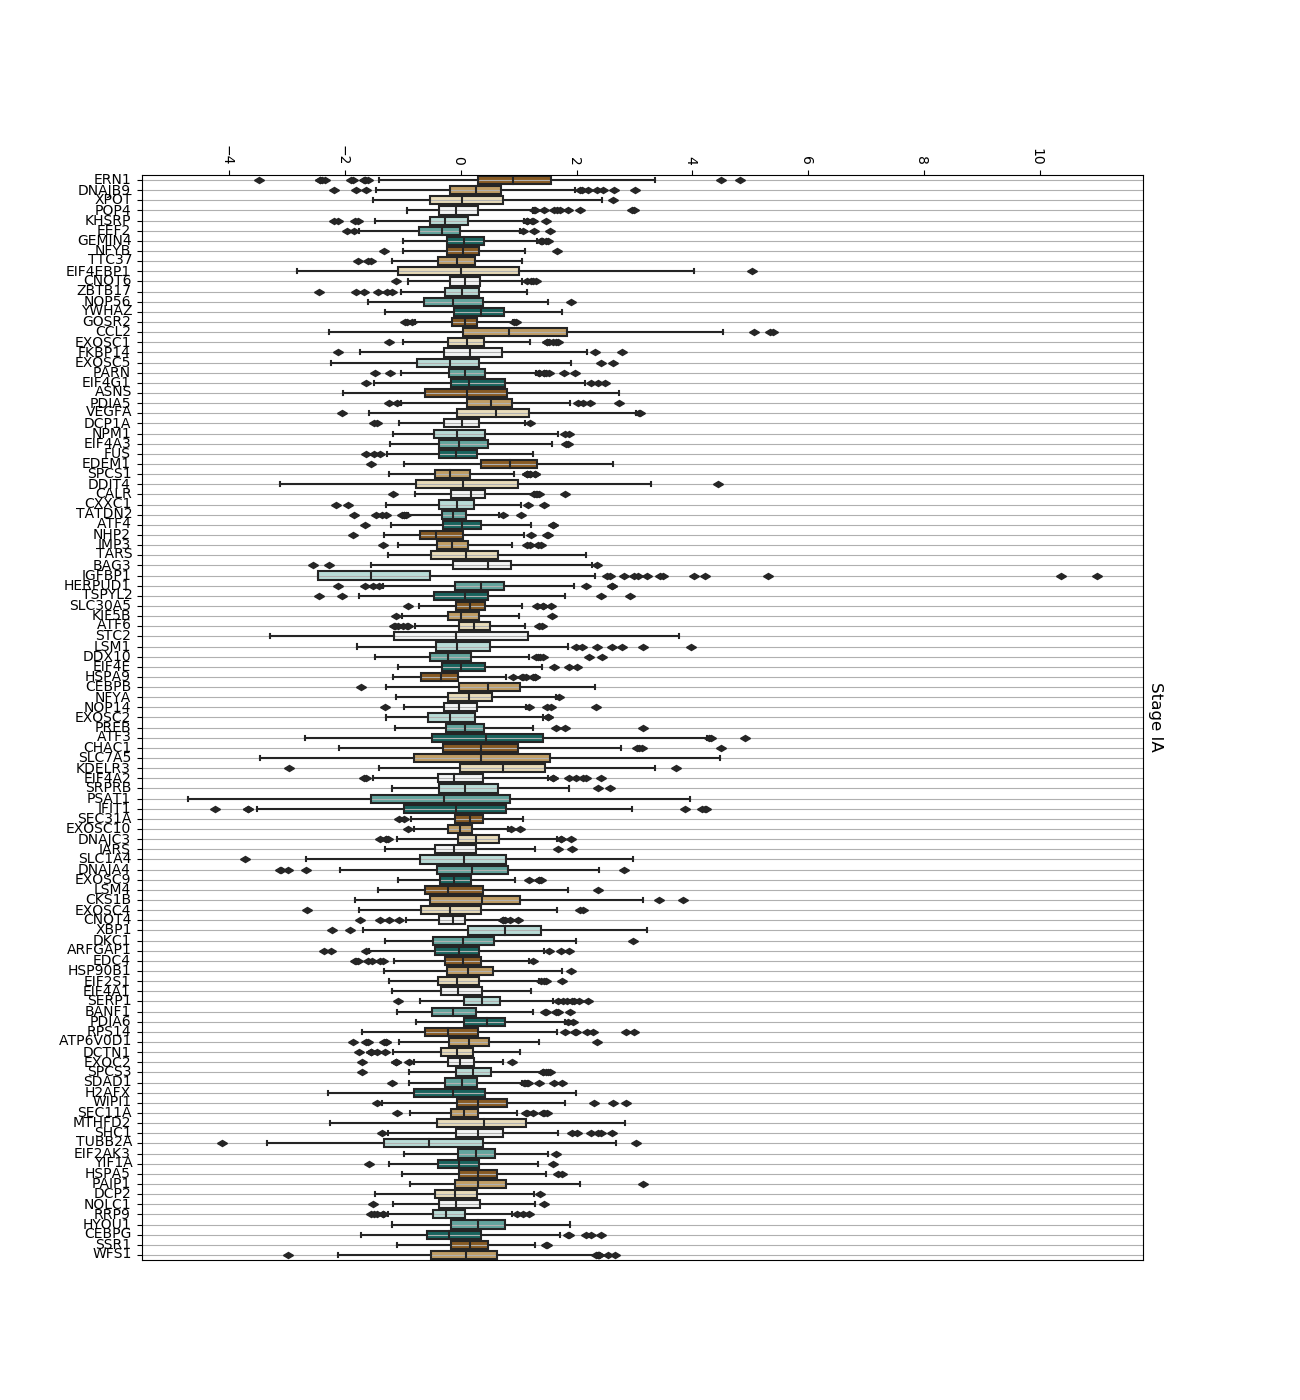 −4 −2 0 2 4 6 8 10
ERN1
DNAJB9
XPOT
POP4
KHSRP
EEF2
GEMIN4
NFYB
TTC37
EIF4EBP1
CNOT6
ZBTB17
NOP56
YWHAZ
GOSR2
CCL2
EXOSC1
FKBP14
EXOSC5
PARN
EIF4G1
ASNS
PDIA5
VEGFA
DCP1A
NPM1
EIF4A3
FUS
EDEM1
SPCS1
DDIT4
CALR
CXXC1
TATDN2
ATF4
NHP2
IMP3
TARS
BAG3
IGFBP1
HERPUD1
TSPYL2
SLC30A5
KIF5B
ATF6
STC2
LSM1
DDX10
EIF4E
HSPA9
CEBPB
NFYA
NOP14
EXOSC2
PREB
ATF3
CHAC1
SLC7A5
KDELR3
EIF4A2
SRPRB
PSAT1
IFIT1
SEC31A
EXOSC10
DNAJC3
IARS
SLC1A4
DNAJA4
EXOSC9
LSM4
CKS1B
EXOSC4
CNOT4
XBP1
DKC1
ARFGAP1
EDC4
HSP90B1
EIF2S1
EIF4A1
SERP1
BANF1
PDIA6
RPS14
ATP6V0D1
DCTN1
EXOC2
SPCS3
SDAD1
H2AFX
WIPI1
SEC11A
MTHFD2
SHC1
TUBB2A
EIF2AK3
YIF1A
HSPA5
PAIP1
DCP2
NOLC1
RRP9
HYOU1
CEBPG
SSR1
WFS1
Stage IA